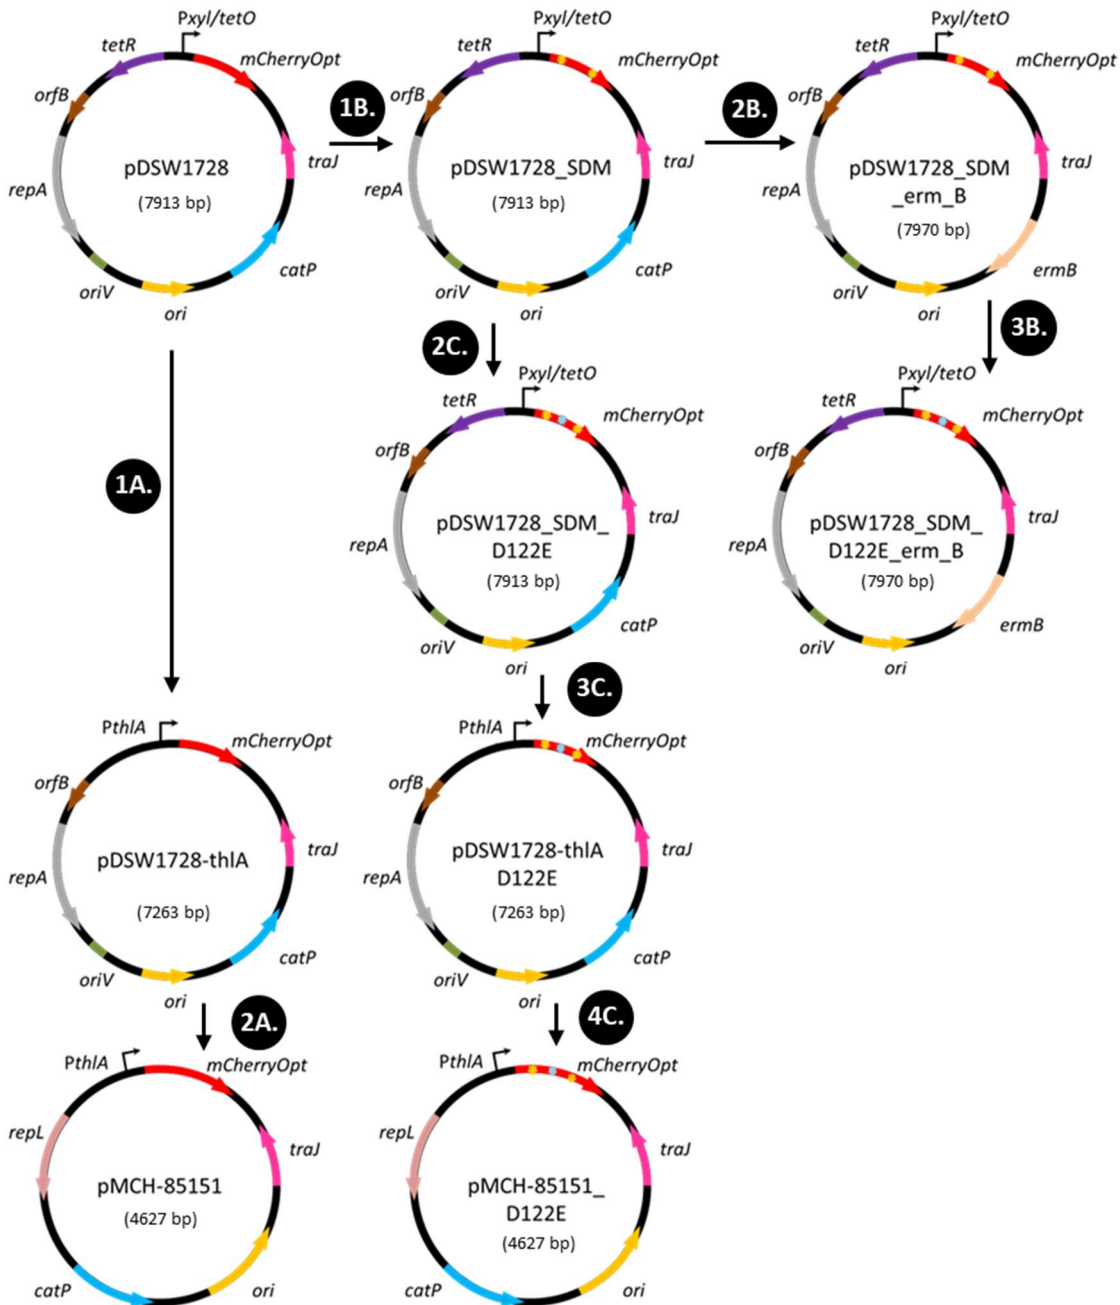 Pxyl/tetO
tetR
mCherryOpt
orfB
pDSW1728
(7913 bp)
traJ
repA
catP
oriV
ori
1B.
Pxyl/tetO
tetR
mCherryOpt
orfB
pDSW1728_SDM
(7913 bp)
traJ
repA
catP
oriV
ori
2B.
Pxyl/tetO
tetR
mCherryOpt
orfB
pDSW1728_SDM
_erm_B
(7970 bp)
traJ
repA
ermB
oriV
ori
2C.
3B.
Pxyl/tetO
tetR
mCherryOpt
orfB
pDSW1728_SDM_
D122E
(7913 bp)
traJ
repA
catP
oriV
ori
Pxyl/tetO
tetR
mCherryOpt
orfB
pDSW1728_SDM_
D122E_erm_B
(7970 bp)
traJ
repA
ermB
oriV
ori
1A.
3C.
PthlA
mCherryOpt
orfB
pDSW1728-thlA
(7263 bp)
traJ
repA
catP
oriV
ori
PthlA
mCherryOpt
orfB
pDSW1728-thlA
D122E
(7263 bp)
traJ
repA
catP
oriV
ori
2A.
4C.
PthlA
mCherryOpt
repL
traJ
pMCH-85151
(4627 bp)
catP
ori
PthlA
mCherryOpt
repL
traJ
pMCH-85151_
D122E
(4627 bp)
catP
ori